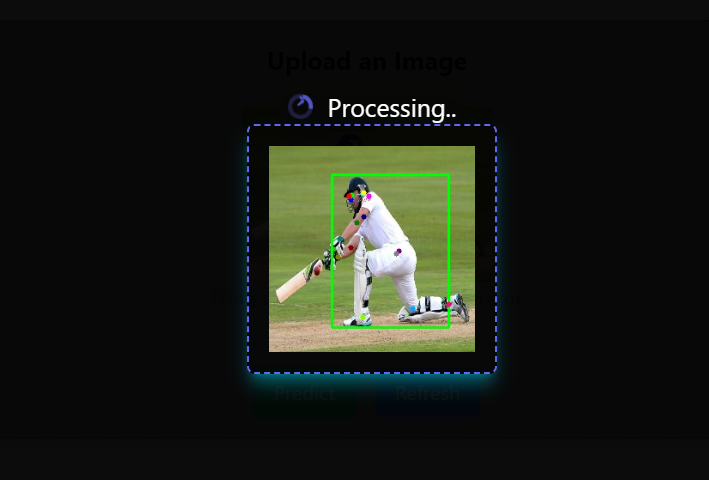 Upload an Image
Processing..
Predict
Refresh